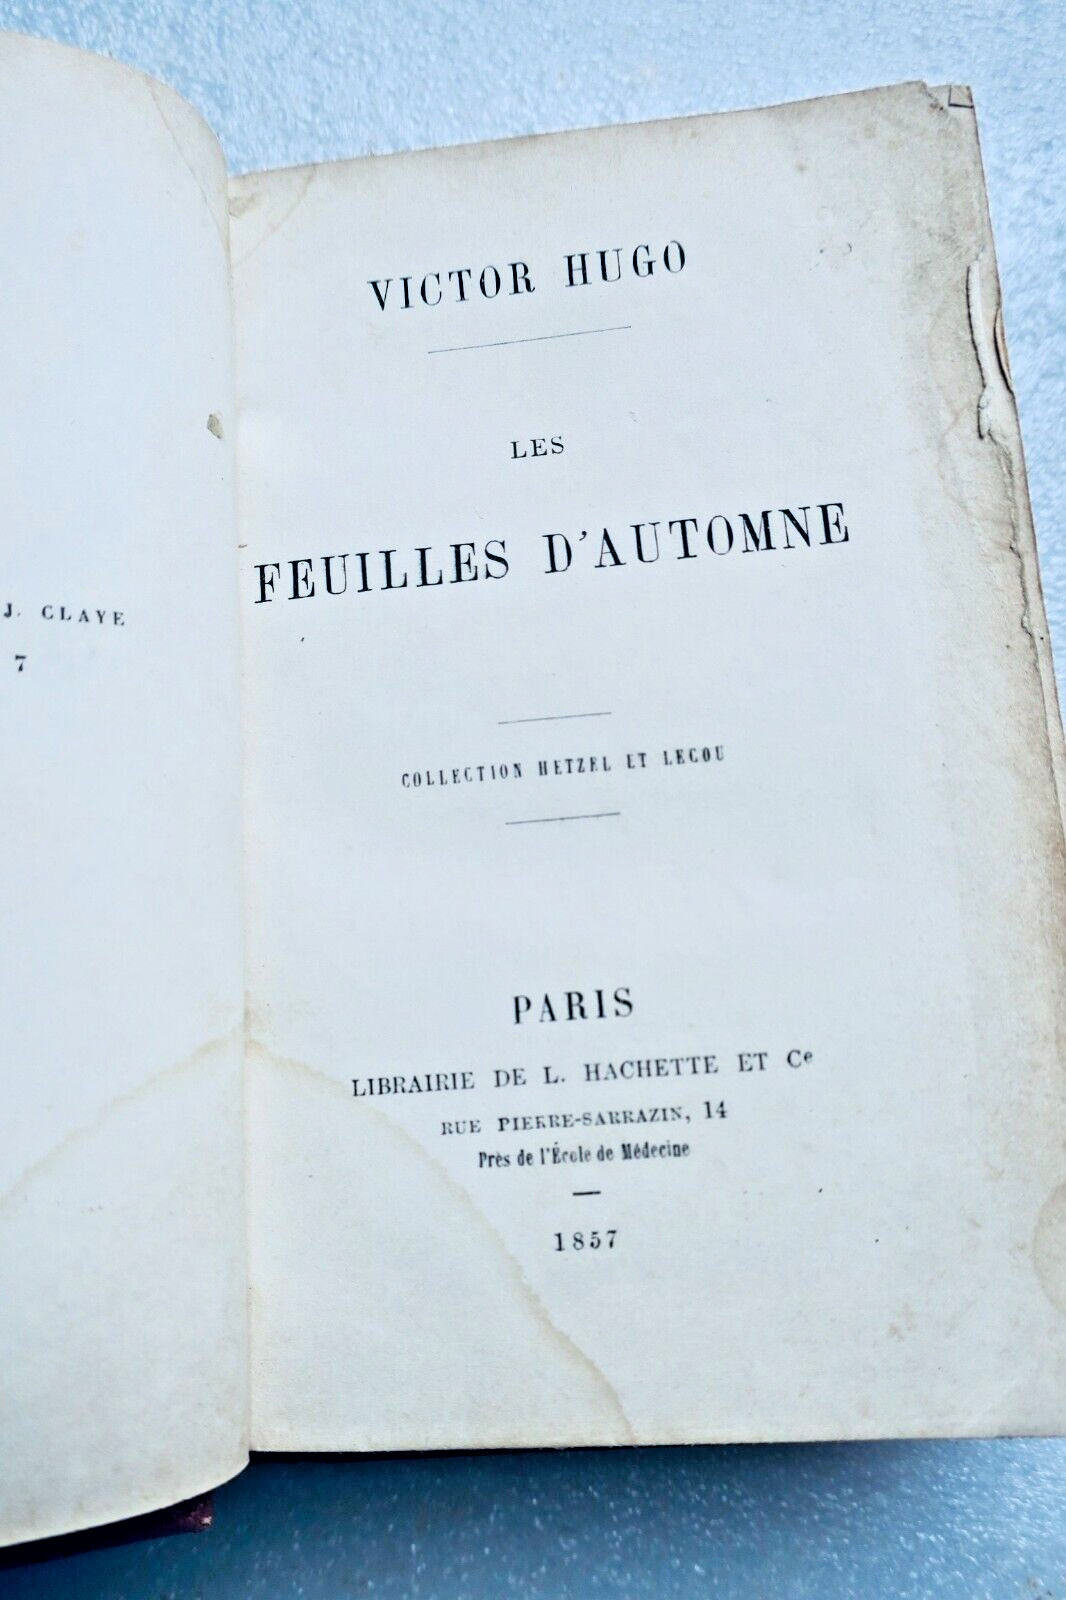 J. CLAYE
7
VICTOR HUGO
LES
FEUILLES D'AUTOMNE
COLLECTION HETZEL ET LECOU
PARIS
LIBRAIRIE DE L. HACHETTE ET Cᵉ
RUE PIERRE-SARRAZIN, 14
Près de l'École de Médecine
1857